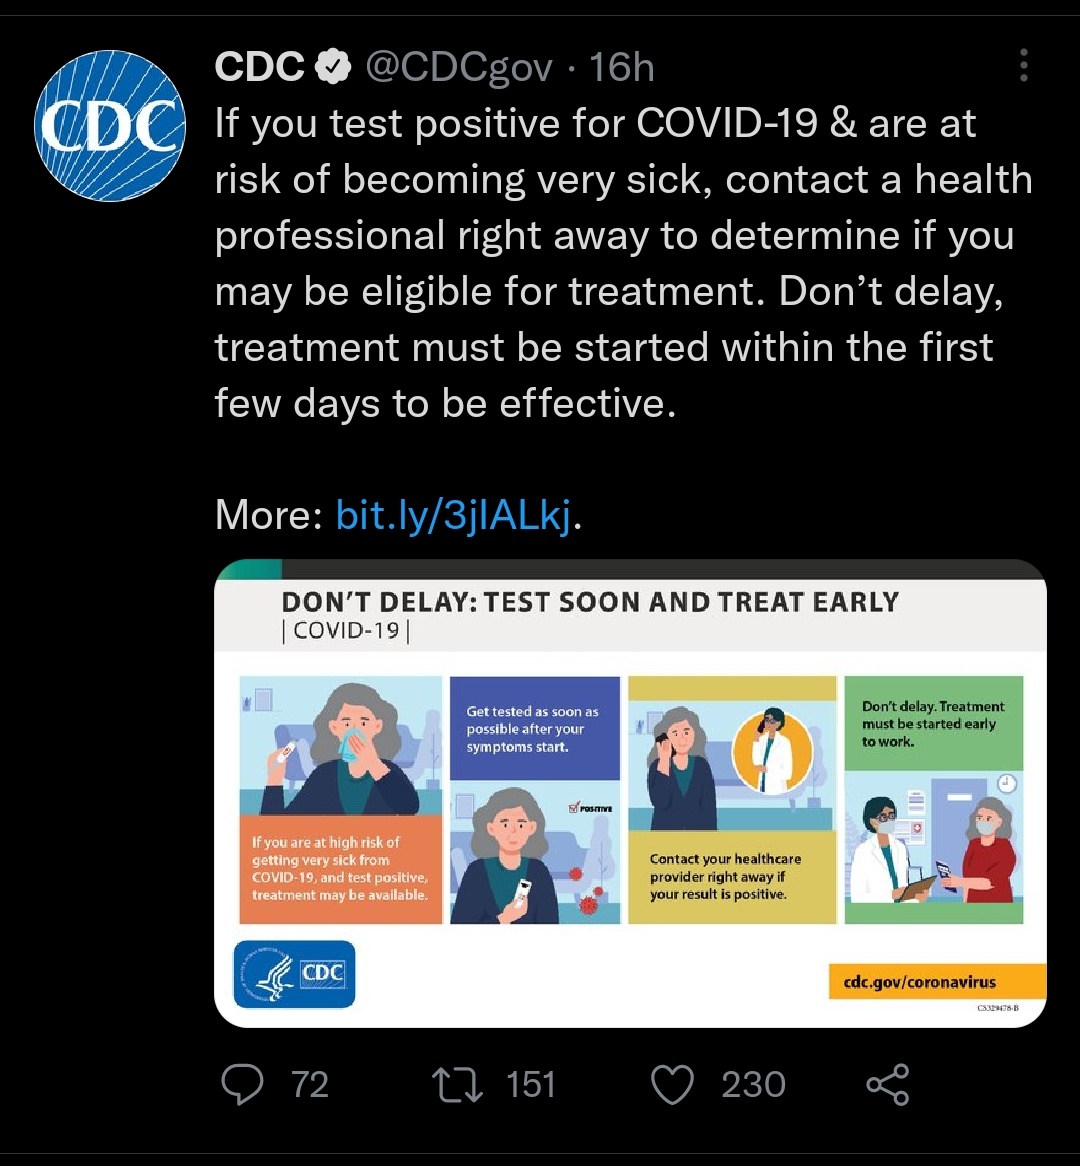 CDC @CDCgov · 16h
CDC
If you test positive for COVID-19 & are at
risk of becoming very sick, contact a health
professional right away to determine if you
may be eligible for treatment. Don’t delay,
treatment must be started within the first
few days to be effective.
More: bit.ly/3jIALkj.
DON’T DELAY: TEST SOON AND TREAT EARLY
| COVID-19 |
If you are at high risk of
getting very sick from
COVID-19, and test positive,
treatment may be available.
Get tested as soon as
possible after your
symptoms start.
POSITIVE
Contact your healthcare
provider right away if
your result is positive.
Don’t delay. Treatment
must be started early
to work.
CDC
cdc.gov/coronavirus
CS329478-B
72
151
230